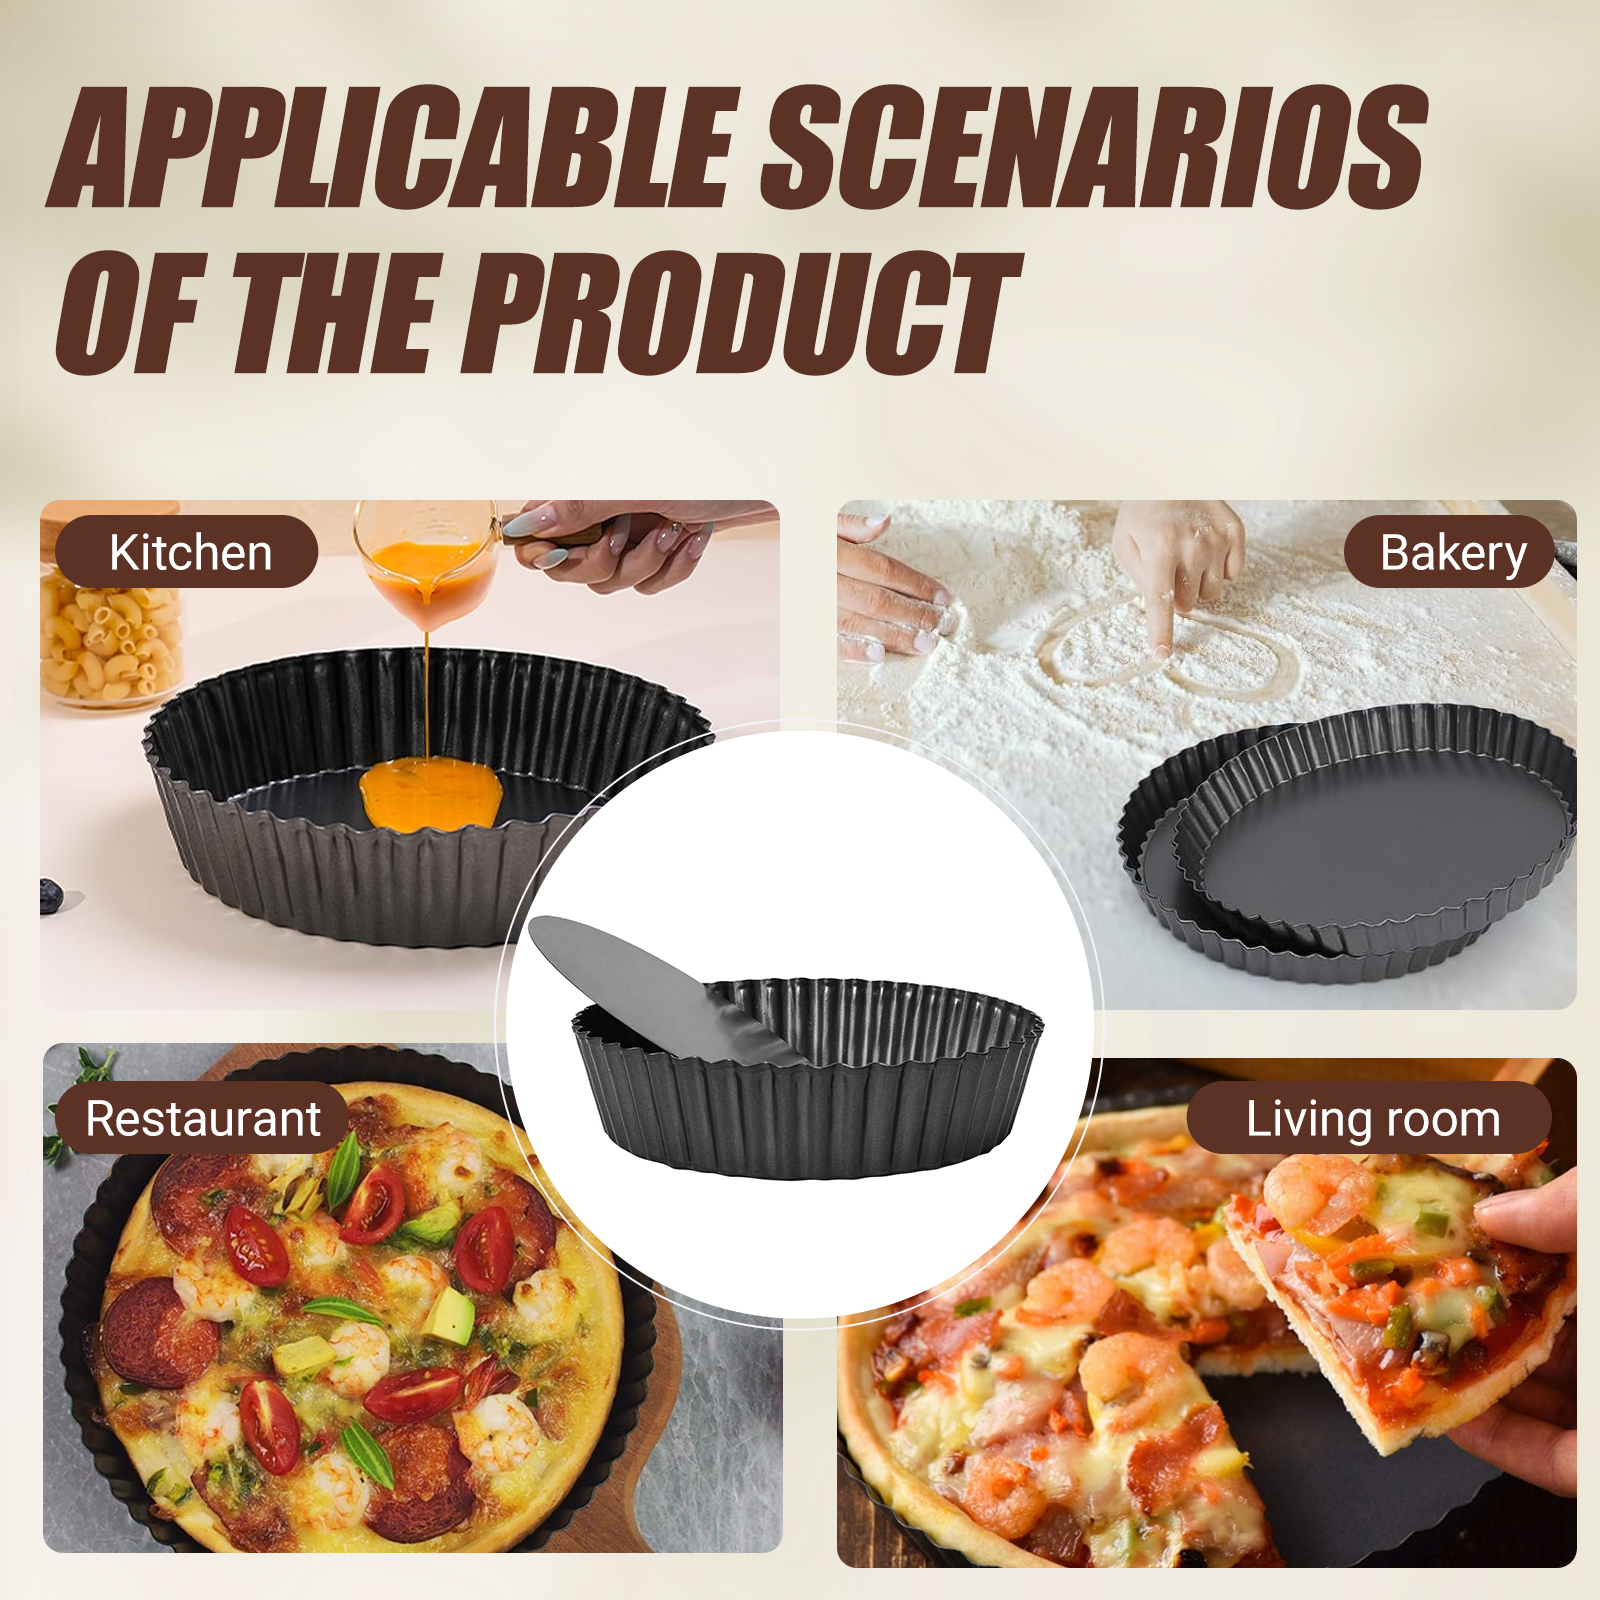 APPLICABLE SCENARIOS
OF THE PRODUCT
Kitchen
Bakery
Restaurant
Living room